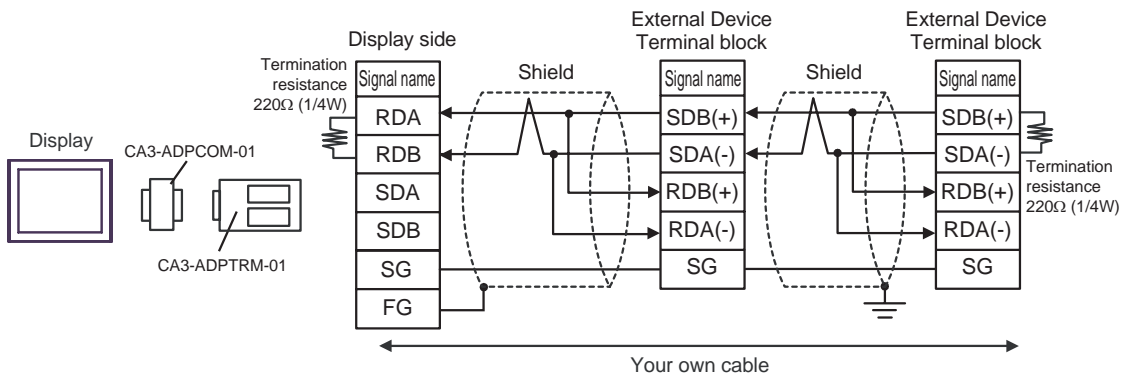 Display
CA3-ADPCOM-01
CA3-ADPTRM-01
Display side
Termination
resistance
220Ω (1/4W)
Signal name
RDA
RDB
SDA
SDB
SG
FG
Shield
External Device
Terminal block
Signal name
SDB(+)
SDA(-)
RDB(+)
RDA(-)
SG
Shield
External Device
Terminal block
Signal name
SDB(+)
SDA(-)
RDB(+)
RDA(-)
SG
Termination
resistance
220Ω (1/4W)
Your own cable